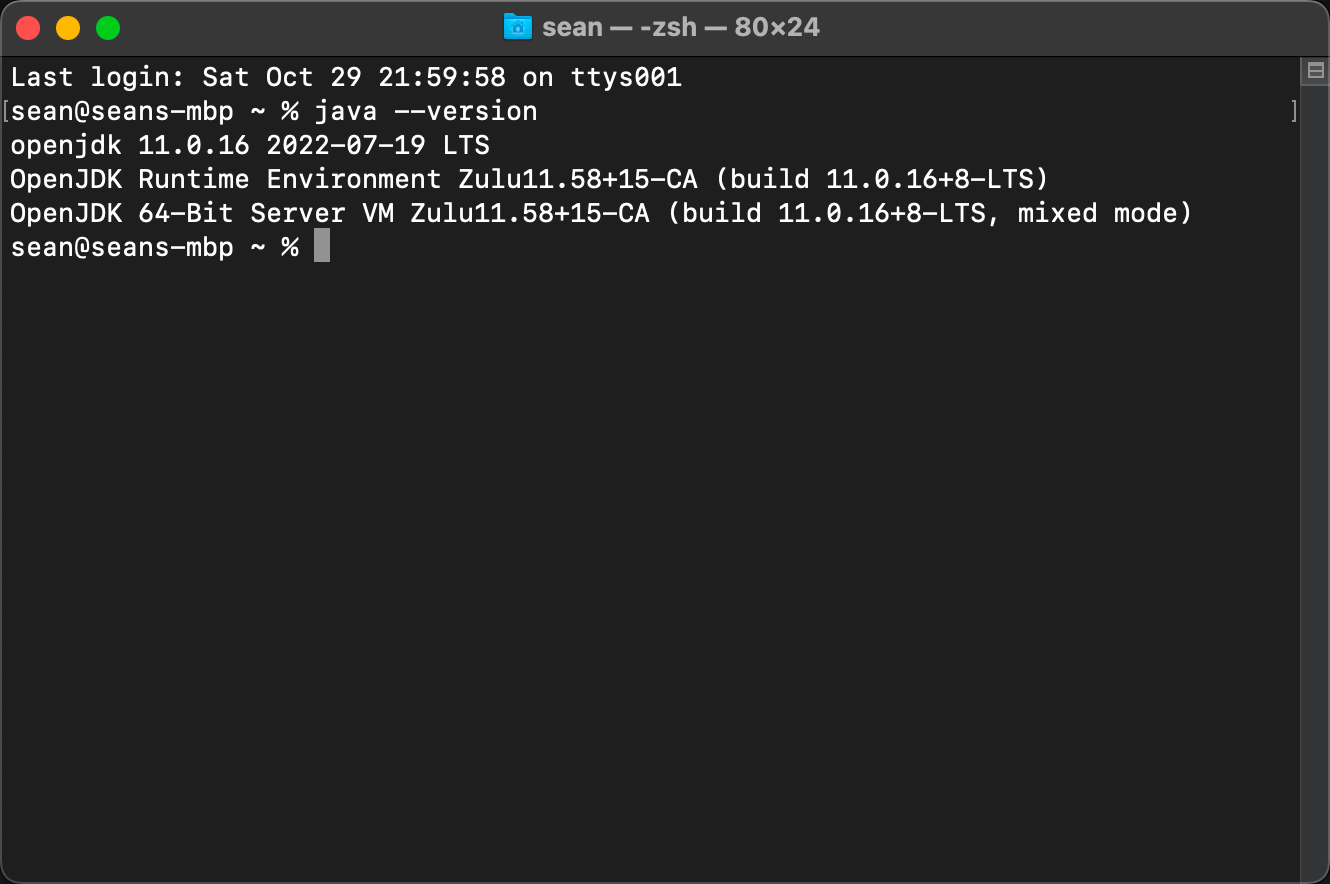 sean — -zsh — 80×24
Last login: Sat Oct 29 21:59:58 on ttys001
[sean@seans-mbp ~ % java --version ]
openjdk 11.0.16 2022-07-19 LTS
OpenJDK Runtime Environment Zulu11.58+15-CA (build 11.0.16+8-LTS)
OpenJDK 64-Bit Server VM Zulu11.58+15-CA (build 11.0.16+8-LTS, mixed mode)
sean@seans-mbp ~ %